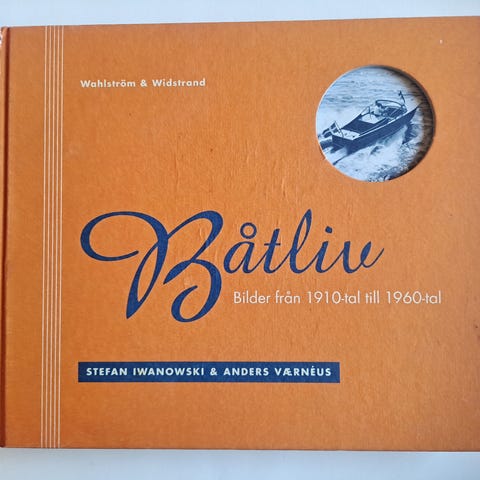 Wahlström & Widstrand
Båtliv
Bilder från 1910-tal till 1960-tal
STEFAN IWANOWSKI & ANDERS VÆRNÉUS